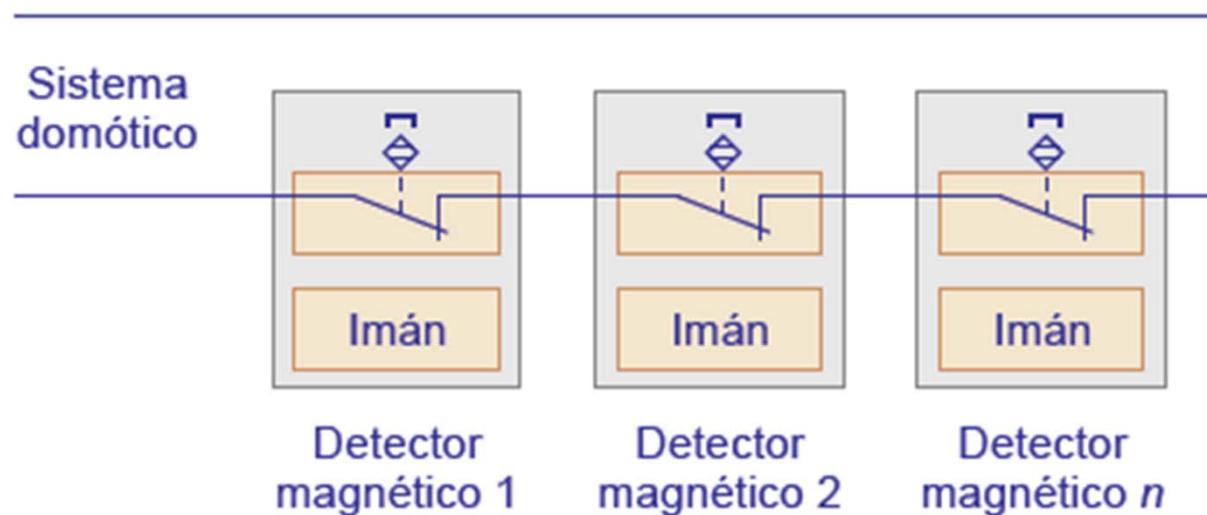 Sistema
domótico
Imán
Imán
Imán
Detector
magnético 1
Detector
magnético 2
Detector
magnético n